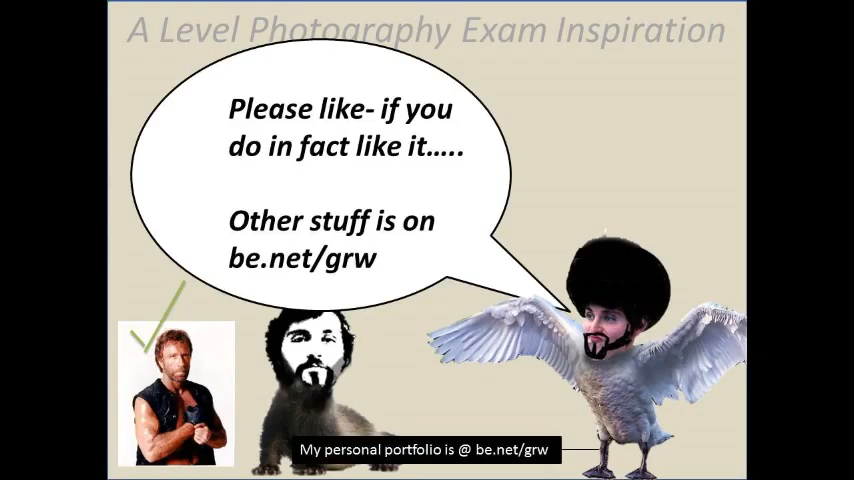 A Level Photography Exam Inspiration
Please like- if you
do in fact like it.....
Other stuff is on
be.net/grw
My personal portfolio is @ be.net/grw